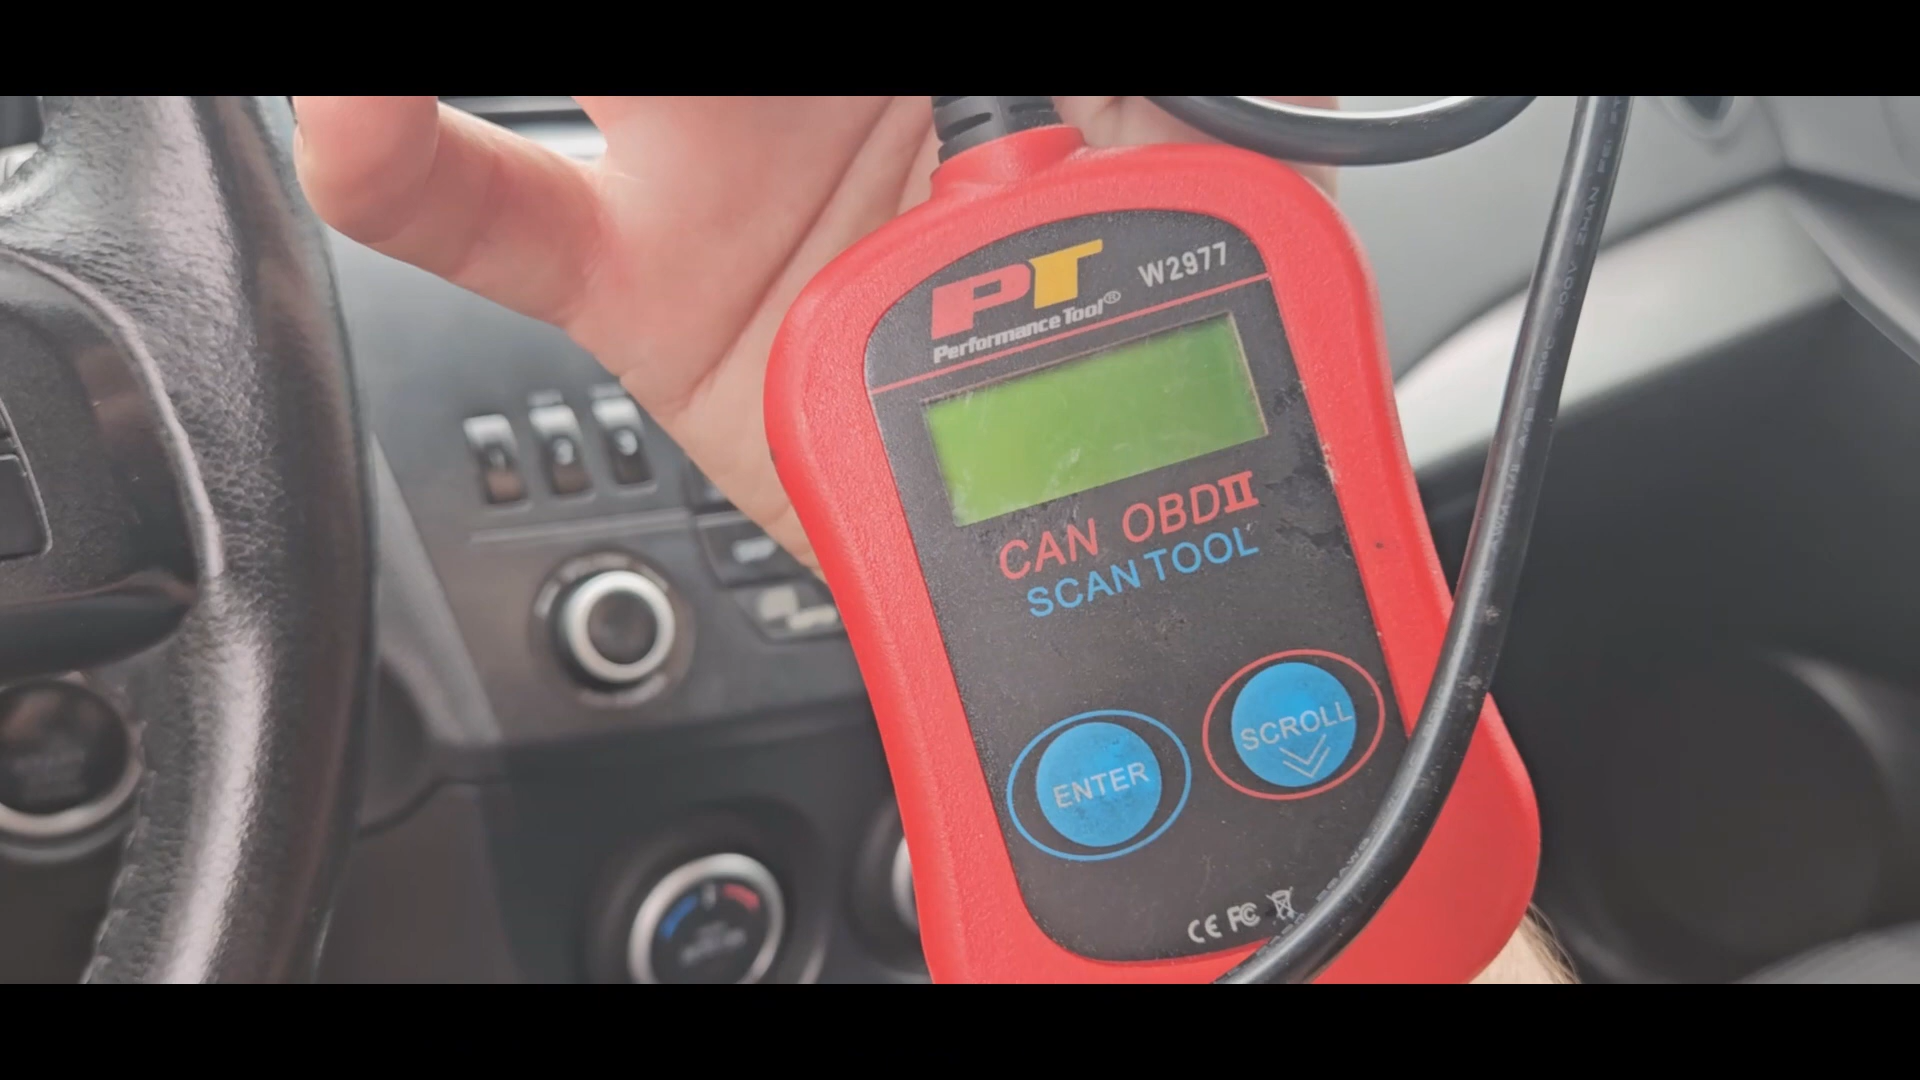 PT W2977
Performance Tool®
CAN OBDII
SCAN TOOL
ENTER
SCROLL
CE FC